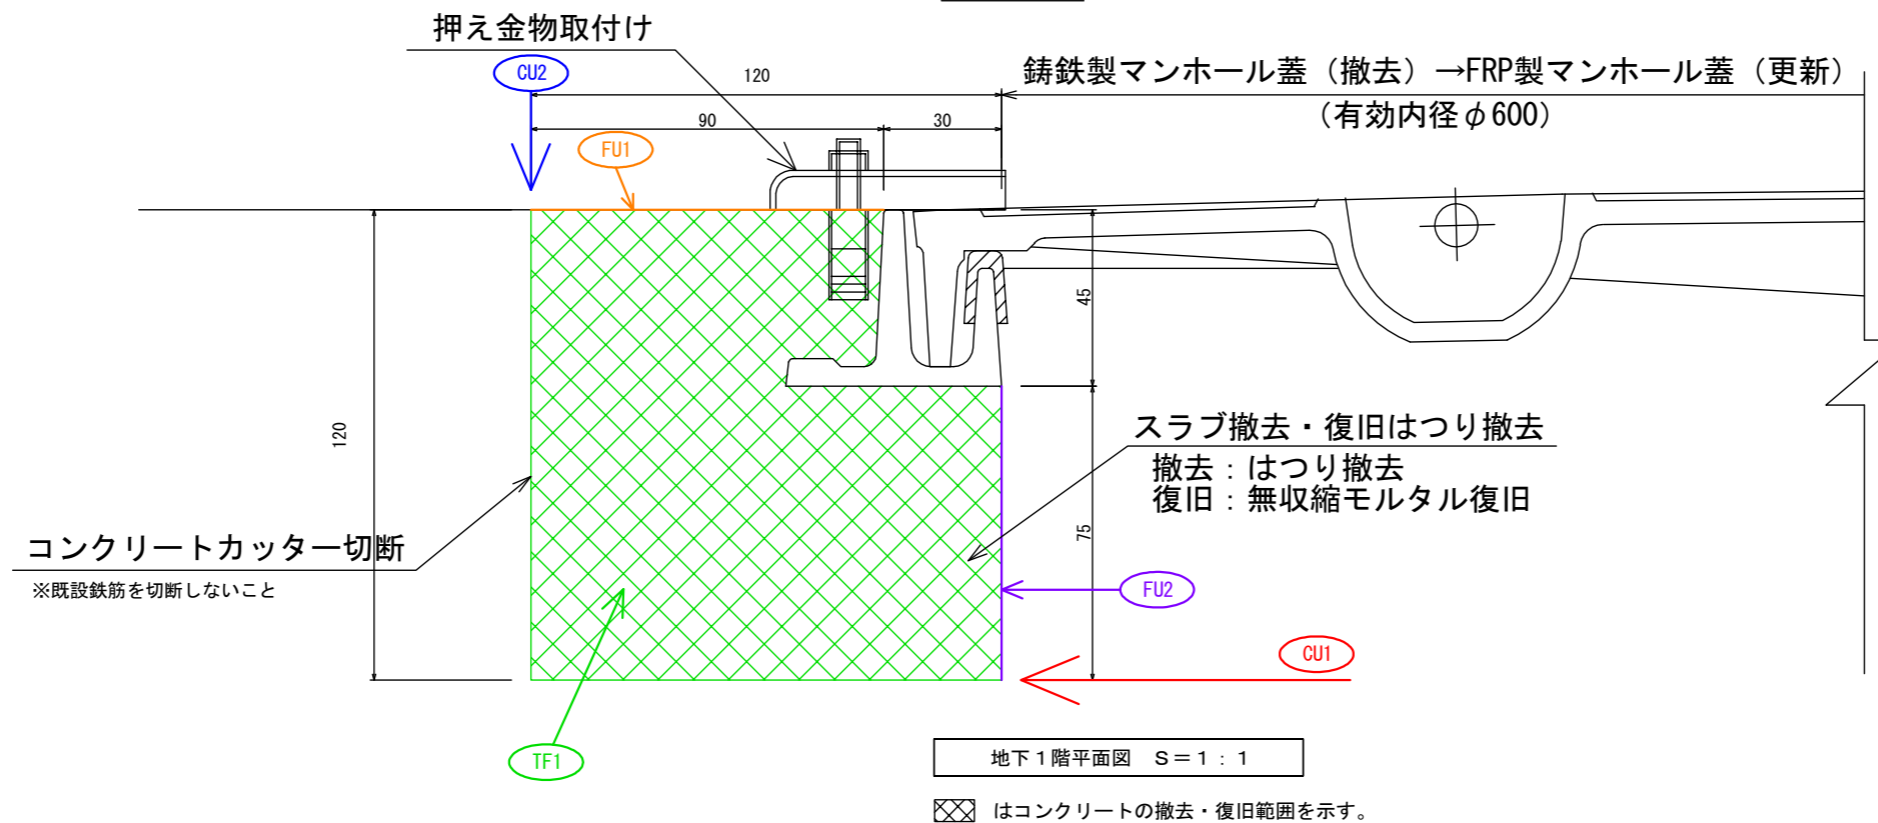 押え金物取付け
CU2
120
鋳鉄製マンホール蓋（撤去）→FRP製マンホール蓋（更新）
（有効内径φ600）
90
30
FU1
45
120
スラブ撤去・復旧はつり撤去
撤去：はつり撤去
復旧：無収縮モルタル復旧
75
コンクリートカッター切断
※既設鉄筋を切断しないこと
FU2
CU1
TF1
地下１階平面図　Ｓ＝１：１
はコンクリートの撤去・復旧範囲を示す。